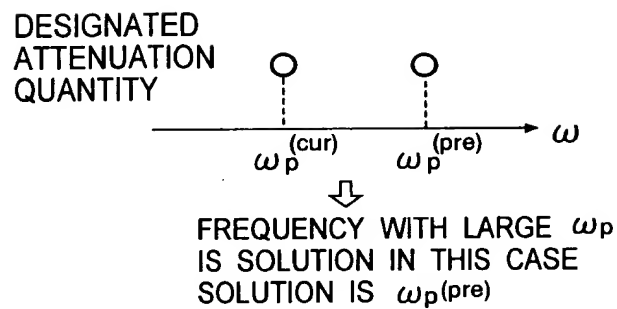 DESIGNATED
ATTENUATION
QUANTITY
ω
ωp(cur) ωp(pre)
FREQUENCY WITH LARGE ωp
IS SOLUTION IN THIS CASE
SOLUTION IS ωp(pre)